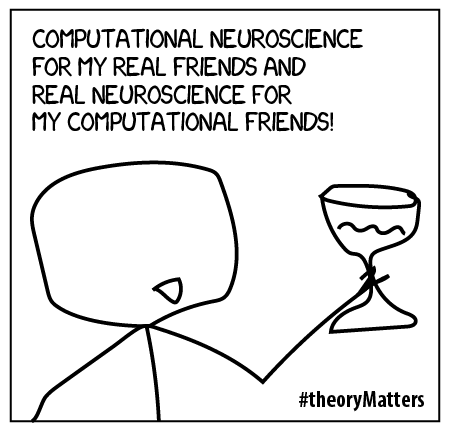 COMPUTATIONAL NEUROSCIENCE
FOR MY REAL FRIENDS AND
REAL NEUROSCIENCE FOR
MY COMPUTATIONAL FRIENDS!
#theoryMatters